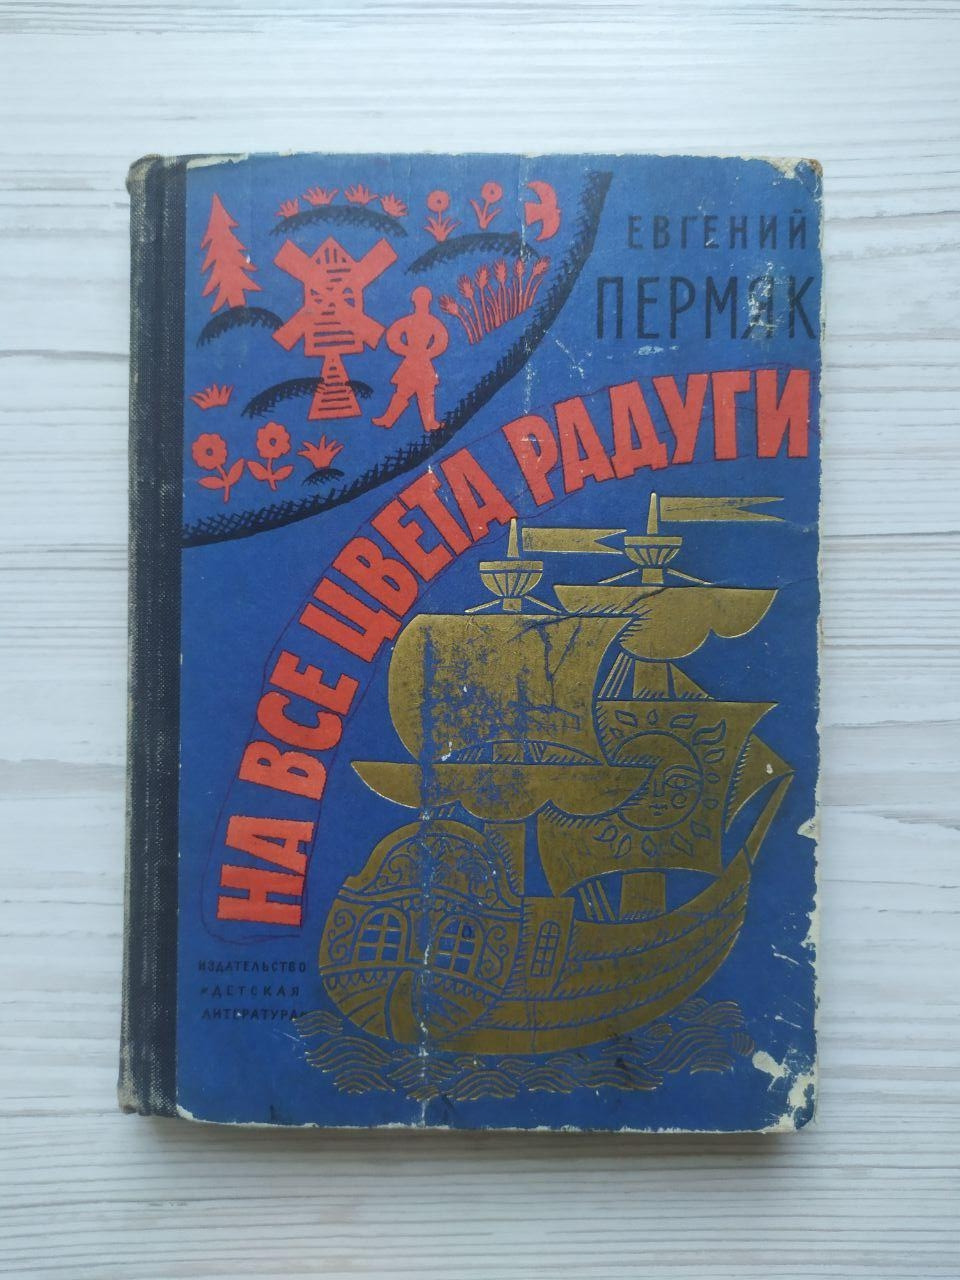 ЕВГЕНИЙ
ПЕРМЯК
НА ВСЕ ЦВЕТА РАДУГИ
ИЗДАТЕЛЬСТВО
«ДЕТСКАЯ
ЛИТЕРАТУРА»